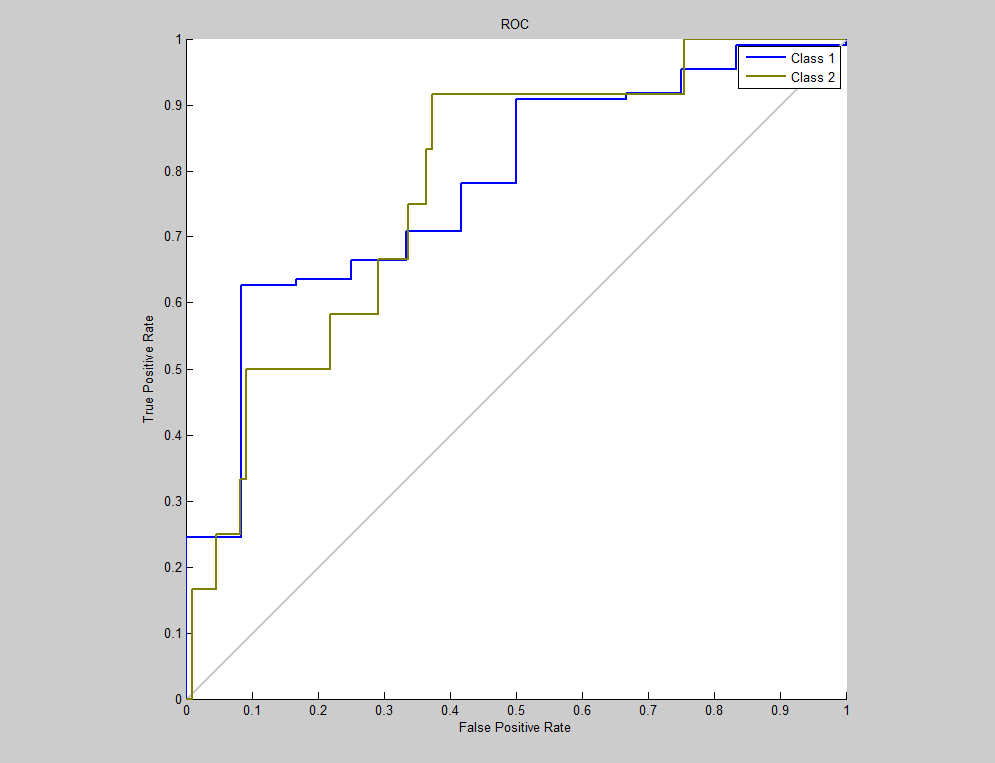 ROC
Class 1
Class 2
1
0.9
0.8
0.7
0.6
0.5
0.4
0.3
0.2
0.1
0
True Positive Rate
0 0.1 0.2 0.3 0.4 0.5 0.6 0.7 0.8 0.9 1
False Positive Rate